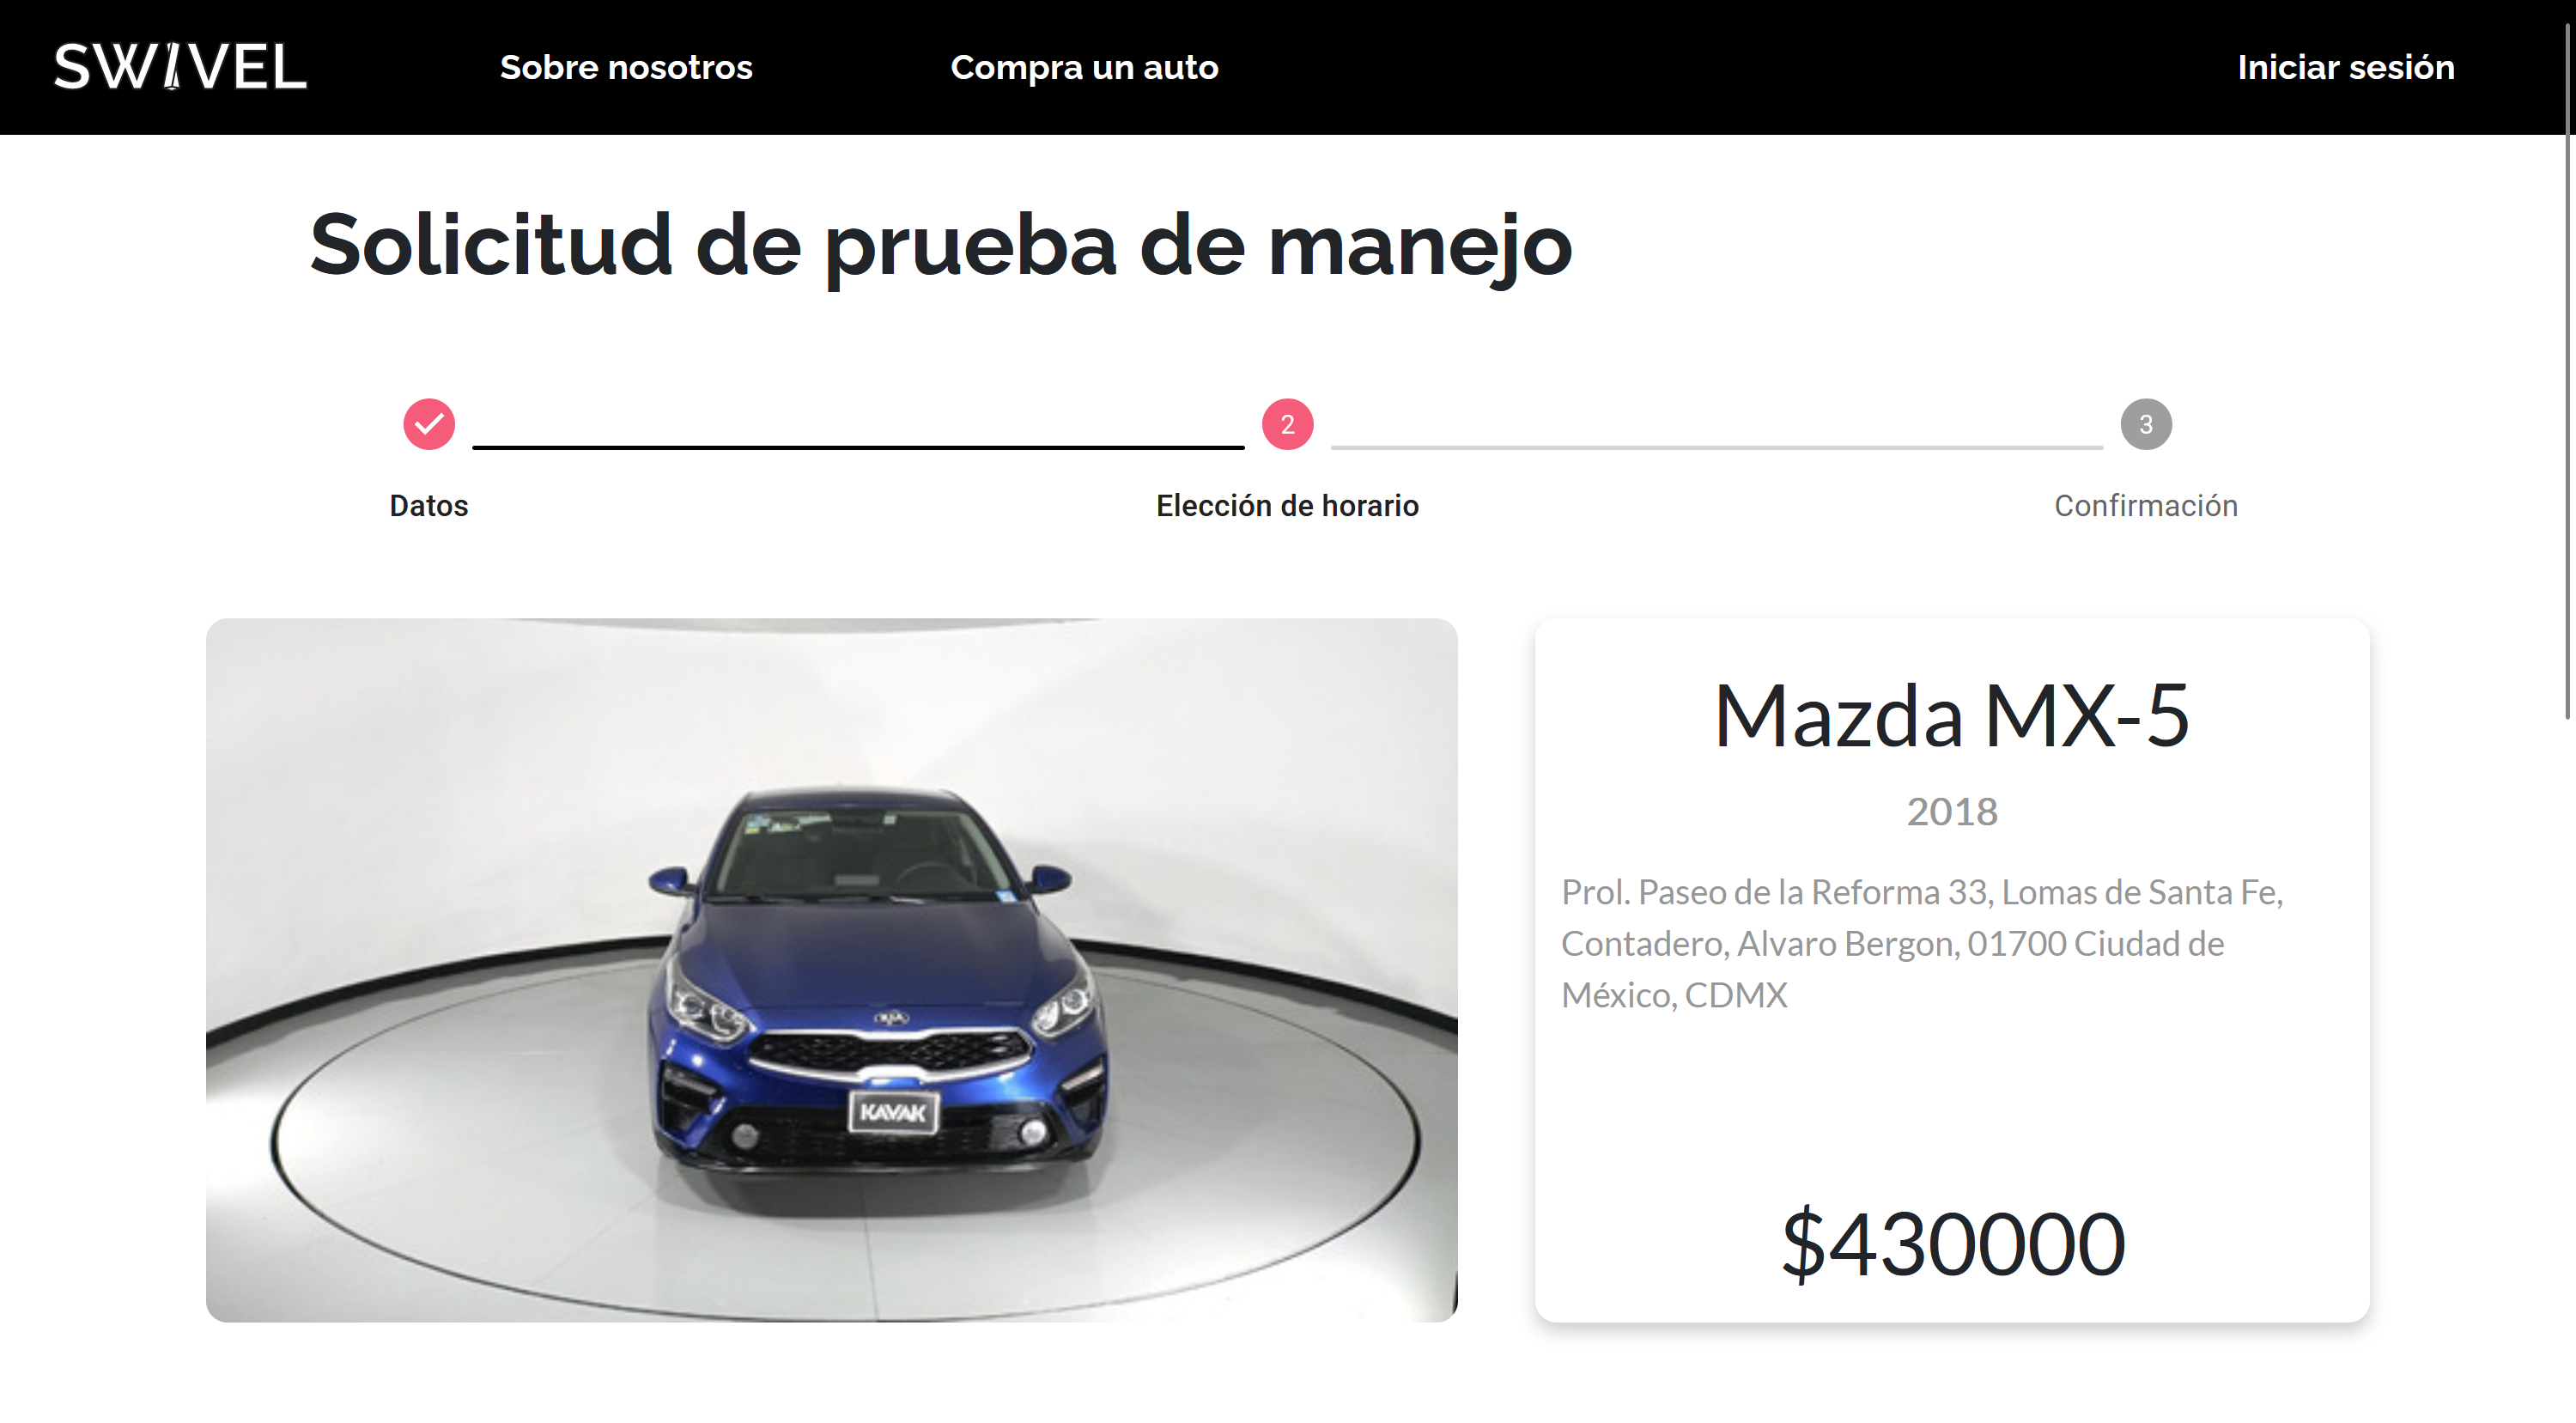 SWIVEL
Sobre nosotros
Compra un auto
Iniciar sesión
Solicitud de prueba de manejo
2
3
Datos
Elección de horario
Confirmación
Mazda MX-5
2018
Prol. Paseo de la Reforma 33, Lomas de Santa Fe,
Contadero, Alvaro Bergon, 01700 Ciudad de
México, CDMX
KIA
KAVAK
$430000